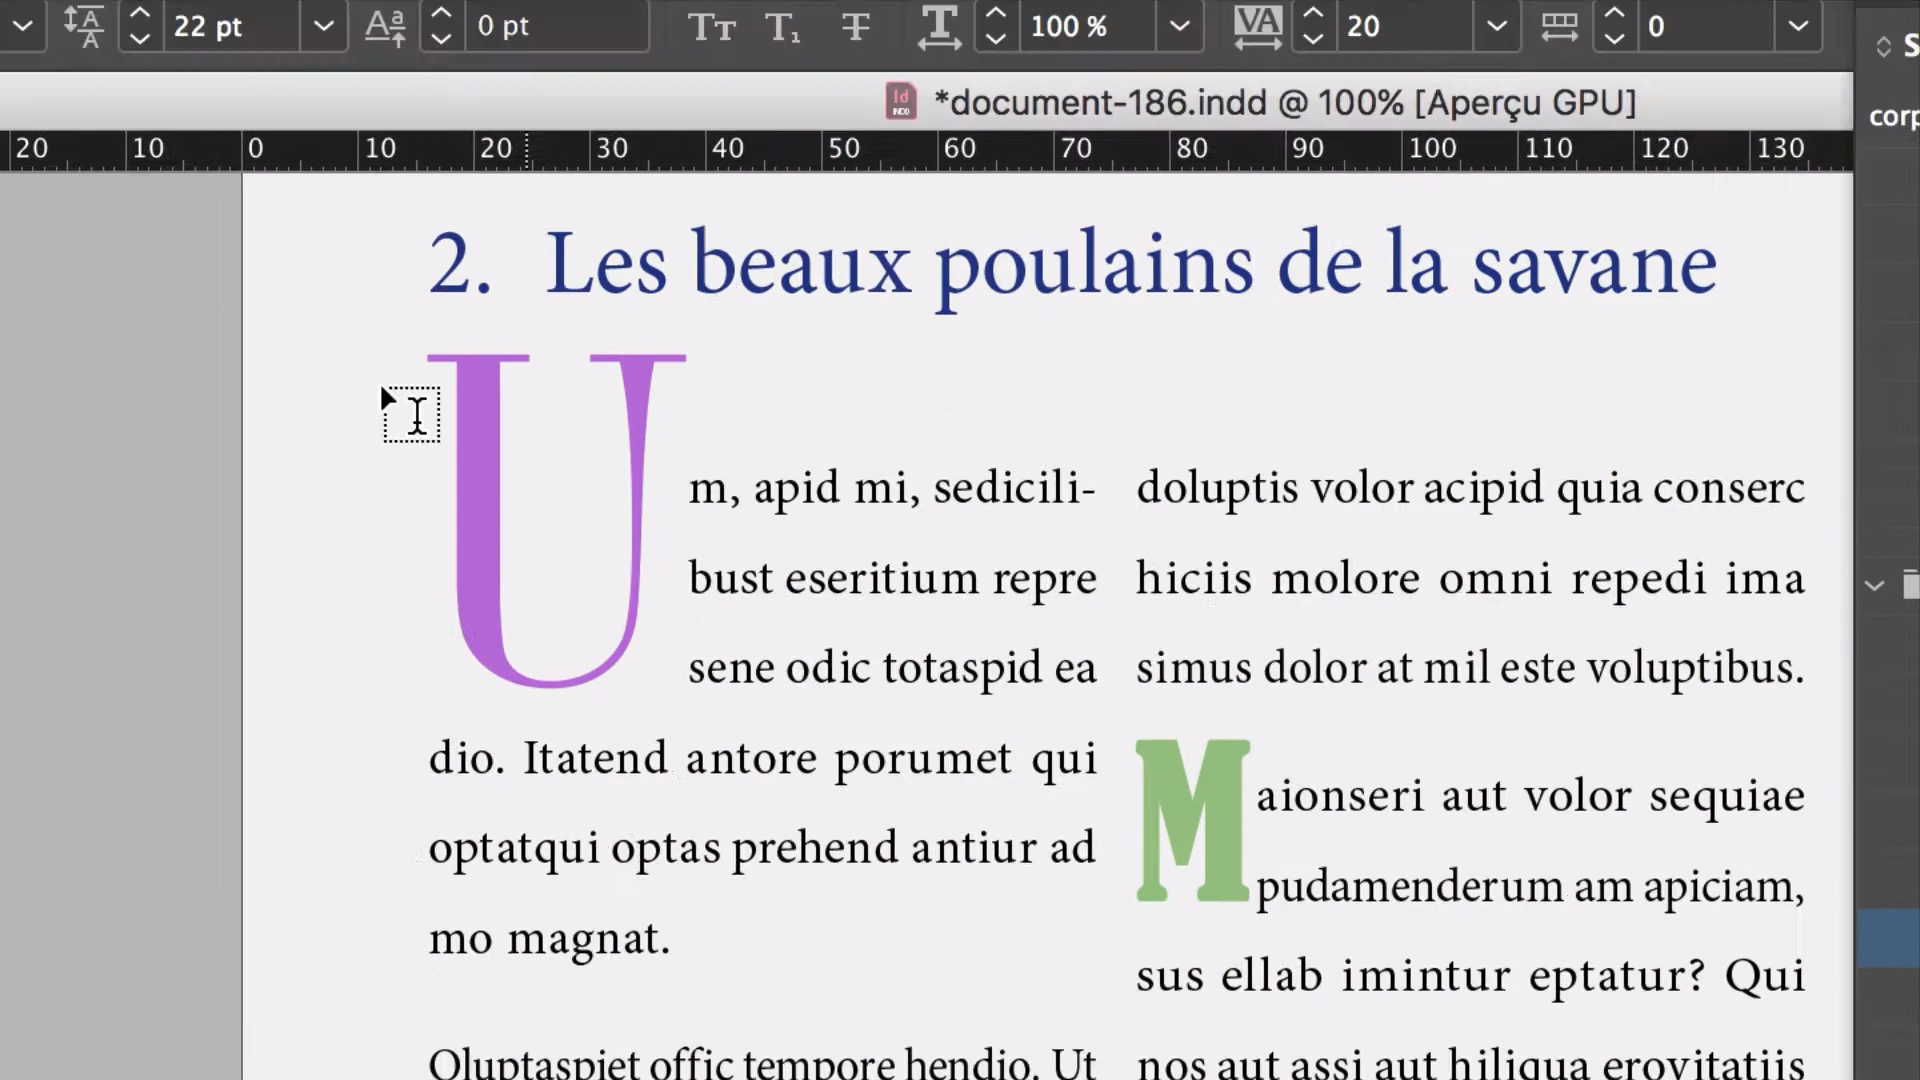 22 pt
0 pt
100 %
20
0
S
*document-186.indd @ 100% [Aperçu GPU]
corp
20 10 0 10 20 30 40 50 60 70 80 90 100 110 120 130
2. Les beaux poulains de la savane
U
m, apid mi, sedicili-
bust eseritium repre
sene odic totaspid ea
dio. Itatend antore porumet qui
optatqui optas prehend antiur ad
mo magnat.
Oluptaspiet offic tempore hendio. Ut
doluptis volor acipid quia conserc
hiciis molore omni repedi ima
simus dolor at mil este voluptibus.
M
aionseri aut volor sequiae
pudamenderum am apiciam,
sus ellab imintur eptatur? Qui
nos aut assi aut hiliqua erovitatiis